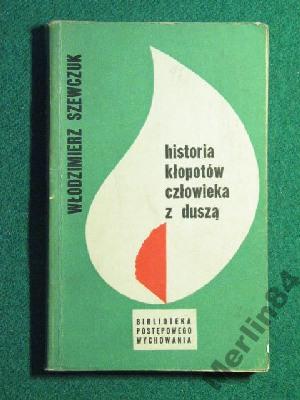 WŁODZIMIERZ SZEWCZUK
historia
kłopotów
człowieka
z duszą
BIBLIOTEKA
POSTĘPOWEGO
WYCHOWANIA
Merlin84